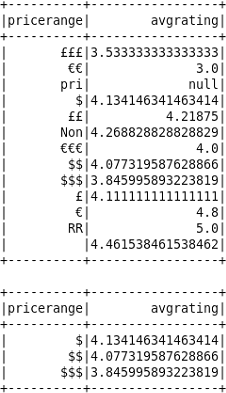 +----------+-----------------+
|pricerange|        avgrating|
+----------+-----------------+
|       £££|3.533333333333333|
|        €€|              3.0|
|       pri|             null|
|         $|4.134146341463414|
|        ££|          4.21875|
|       Non|4.268828828828829|
|       €€€|              4.0|
|        $$|4.077319587628866|
|       $$$|3.845995893223819|
|         £|4.111111111111111|
|         €|              4.8|
|        RR|              5.0|
|          |4.461538461538462|
+----------+-----------------+
+----------+-----------------+
|pricerange|        avgrating|
+----------+-----------------+
|         $|4.134146341463414|
|        $$|4.077319587628866|
|       $$$|3.845995893223819|
+----------+-----------------+